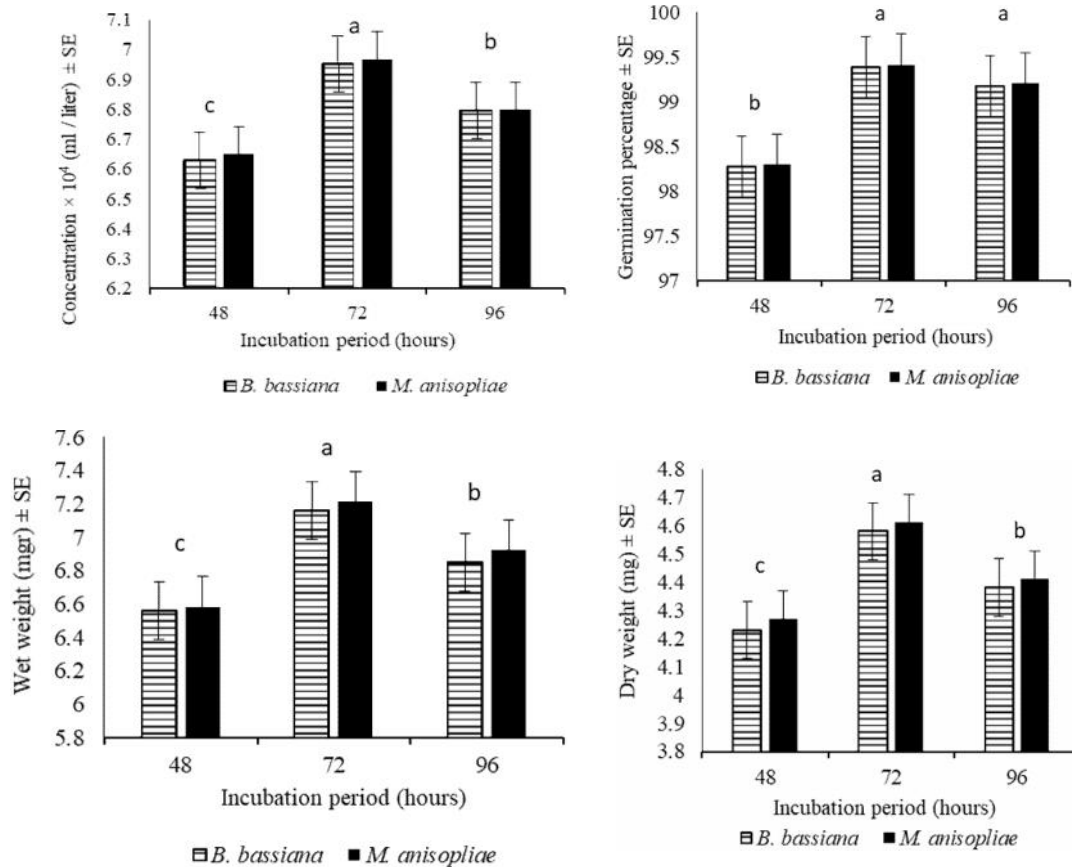 Concentration × 10⁴ (ml / liter) ± SE
7.1
7
6.9
6.8
6.7
6.6
6.5
6.4
6.3
6.2
c
a
b
48
72
96
Incubation period (hours)
B. bassiana
M. anisopliae
Germination percentage ± SE
100
99.5
99
98.5
98
97.5
97
b
a
a
48
72
96
Incubation period (hours)
B. bassiana
M. anisopliae
Wet weight (mgr) ± SE
7.6
7.4
7.2
7
6.8
6.6
6.4
6.2
6
5.8
c
a
b
48
72
96
Incubation period (hours)
B. bassiana
M. anisopliae
Dry weight (mg) ± SE
4.8
4.7
4.6
4.5
4.4
4.3
4.2
4.1
4
3.9
3.8
c
a
b
48
72
96
Incubation period (hours)
B. bassiana
M. anisopliae